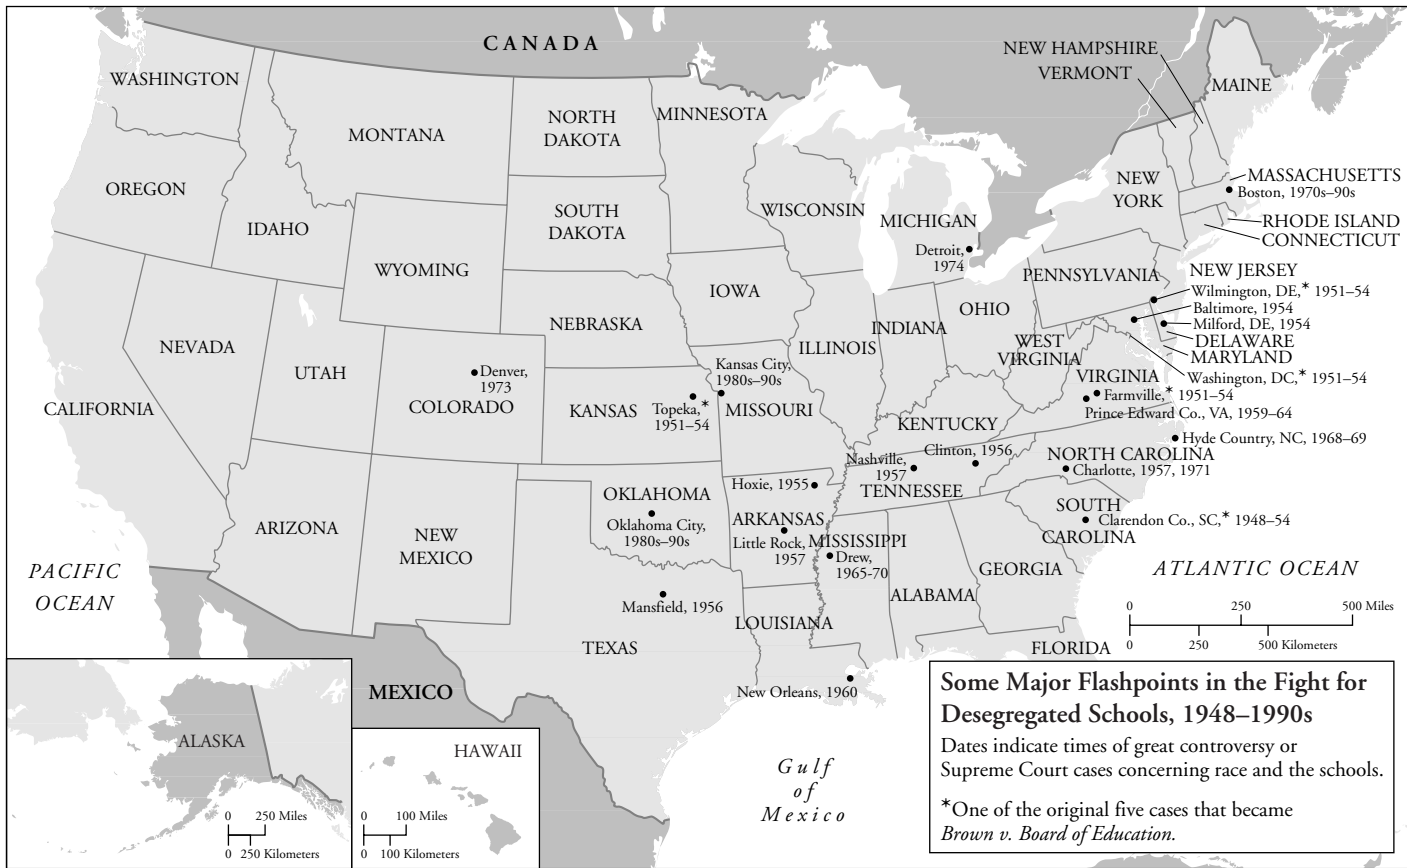 CANADA
WASHINGTON
OREGON
IDAHO
MONTANA
NORTH
DAKOTA
SOUTH
DAKOTA
MINNESOTA
WISCONSIN
MICHIGAN
Detroit,
1974
NEW HAMPSHIRE
VERMONT
MAINE
NEW
YORK
MASSACHUSETTS
Boston, 1970s–90s
RHODE ISLAND
CONNECTICUT
PENNSYLVANIA
NEW JERSEY
Wilmington, DE,* 1951–54
Baltimore, 1954
Milford, DE, 1954
DELAWARE
MARYLAND
Washington, DC,* 1951–54
WYOMING
NEBRASKA
IOWA
ILLINOIS
INDIANA
OHIO
WEST
VIRGINIA
VIRGINIA
Farmville,* 1951–54
Prince Edward Co., VA, 1959–64
CALIFORNIA
NEVADA
UTAH
Denver,
1973
COLORADO
KANSAS
Topeka,*
1951–54
Kansas City,
1980s–90s
MISSOURI
KENTUCKY
Hyde Country, NC, 1968–69
NORTH CAROLINA
Charlotte, 1957, 1971
Nashville,
1957
Clinton, 1956
TENNESSEE
Hoxie, 1955
ARKANSAS
Little Rock,
1957
OKLAHOMA
Oklahoma City,
1980s–90s
ARIZONA
NEW
MEXICO
MISSISSIPPI
Drew,
1965-70
SOUTH
CAROLINA
Clarendon Co., SC,* 1948–54
GEORGIA
ALABAMA
LOUISIANA
New Orleans, 1960
Mansfield, 1956
TEXAS
FLORIDA
PACIFIC
OCEAN
ATLANTIC OCEAN
0 250 500 Miles
0 250 500 Kilometers
MEXICO
Gulf
of
Mexico
ALASKA
0 250 Miles
0 250 Kilometers
HAWAII
0 100 Miles
0 100 Kilometers
Some Major Flashpoints in the Fight for
Desegregated Schools, 1948–1990s
Dates indicate times of great controversy or
Supreme Court cases concerning race and the schools.
*One of the original five cases that became
Brown v. Board of Education.